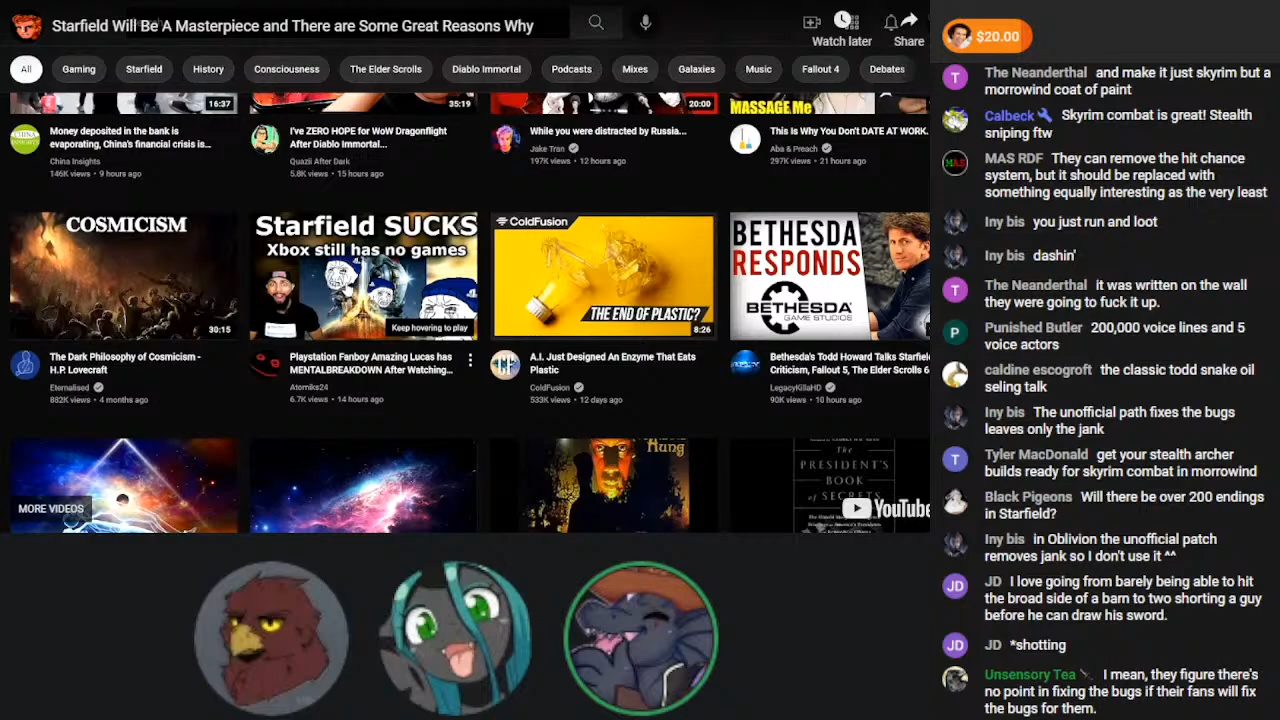 Starfield Will Be A Masterpiece and There are Some Great Reasons Why
Watch later
Share
All
Gaming
Starfield
History
Consciousness
The Elder Scrolls
Diablo Immortal
Podcasts
Mixes
Galaxies
Music
Fallout 4
Debates
16:37
35:19
20:00
MASSAGE Me
Money deposited in the bank is
evaporating, China's financial crisis is...
China Insights
146K views • 9 hours ago
I've ZERO HOPE for WoW Dragonflight
After Diablo Immortal...
Quazii After Dark
5.8K views • 15 hours ago
While you were distracted by Russia...
Jake Tran
197K views • 12 hours ago
This Is Why You Don't DATE AT WORK.
Aba & Preach
297K views • 21 hours ago
COSMICISM
30:15
Starfield SUCKS
Xbox still has no games
Keep hovering to play
ColdFusion
THE END OF PLASTIC?
8:26
BETHESDA
RESPONDS
BETHESDA
GAME STUDIOS
The Dark Philosophy of Cosmicism -
H.P. Lovecraft
Eternalised
882K views • 4 months ago
Playstation Fanboy Amazing Lucas has
MENTALBREAKDOWN After Watching...
Atomike24
6.7K views • 14 hours ago
A.I. Just Designed An Enzyme That Eats
Plastic
ColdFusion
533K views • 12 days ago
Bethesda's Todd Howard Talks Starfie
Criticism, Fallout 5, The Elder Scrolls 6
LegacyKillaHD
90K views • 10 hours ago
MORE VIDEOS
Hung
The
PRESIDENT'S
BOOK
of SECRETS
YouTube
$20.00
The Neanderthal and make it just skyrim but a
morrowind coat of paint
Calbeck Skyrim combat is great! Stealth
sniping ftw
MAS
MAS RDF They can remove the hit chance
system, but it should be replaced with
something equally interesting as the very least
Iny bis you just run and loot
Iny bis dashin'
T
The Neanderthal it was written on the wall
they were going to fuck it up.
P
Punished Butler 200,000 voice lines and 5
voice actors
caldine escogroft the classic todd snake oil
seling talk
Iny bis The unofficial path fixes the bugs
leaves only the jank
T
Tyler MacDonald get your stealth archer
builds ready for skyrim combat in morrowind
Black Pigeons Will there be over 200 endings
in Starfield?
Iny bis in Oblivion the unofficial patch
removes jank so I don't use it ^^
JD
JD I love going from barely being able to hit
the broad side of a barn to two shorting a guy
before he can draw his sword.
JD
JD *shotting
Unsensory Tea I mean, they figure there's
no point in fixing the bugs if their fans will fix
the bugs for them.